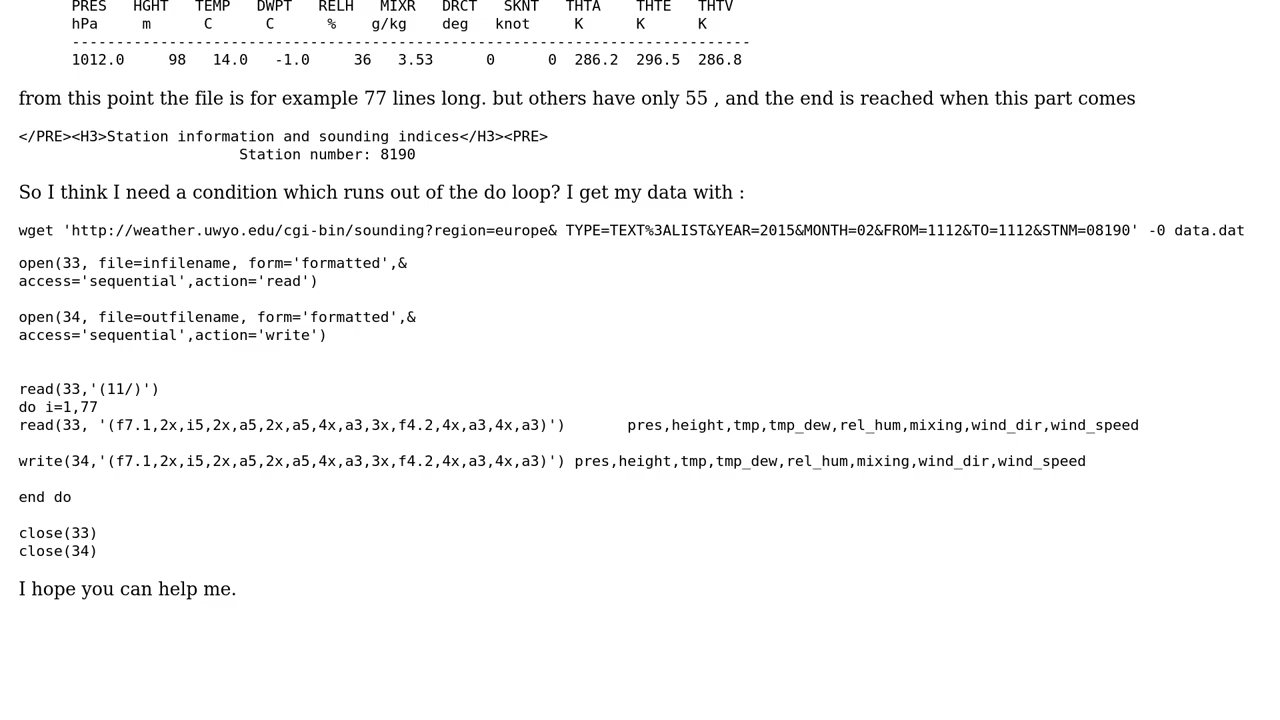 PRES   HGHT   TEMP   DWPT   RELH   MIXR   DRCT   SKNT   THTA    THTE   THTV
hPa     m      C      C      %    g/kg    deg   knot     K      K      K
-----------------------------------------------------------------------------
1012.0     98   14.0   -1.0     36   3.53      0      0  286.2  296.5  286.8
from this point the file is for example 77 lines long. but others have only 55 , and the end is reached when this part comes
</PRE><H3>Station information and sounding indices</H3><PRE>
Station number: 8190
So I think I need a condition which runs out of the do loop? I get my data with :
wget 'http://weather.uwyo.edu/cgi-bin/sounding?region=europe& TYPE=TEXT%3ALIST&YEAR=2015&MONTH=02&FROM=1112&TO=1112&STNM=08190' -0 data.dat
open(33, file=infilename, form='formatted',&
access='sequential',action='read')
open(34, file=outfilename, form='formatted',&
access='sequential',action='write')
read(33,'(11/)')
do i=1,77
read(33, '(f7.1,2x,i5,2x,a5,2x,a5,4x,a3,3x,f4.2,4x,a3,4x,a3)')       pres,height,tmp,tmp_dew,rel_hum,mixing,wind_dir,wind_speed
write(34,'(f7.1,2x,i5,2x,a5,2x,a5,4x,a3,3x,f4.2,4x,a3,4x,a3)') pres,height,tmp,tmp_dew,rel_hum,mixing,wind_dir,wind_speed
end do
close(33)
close(34)
I hope you can help me.